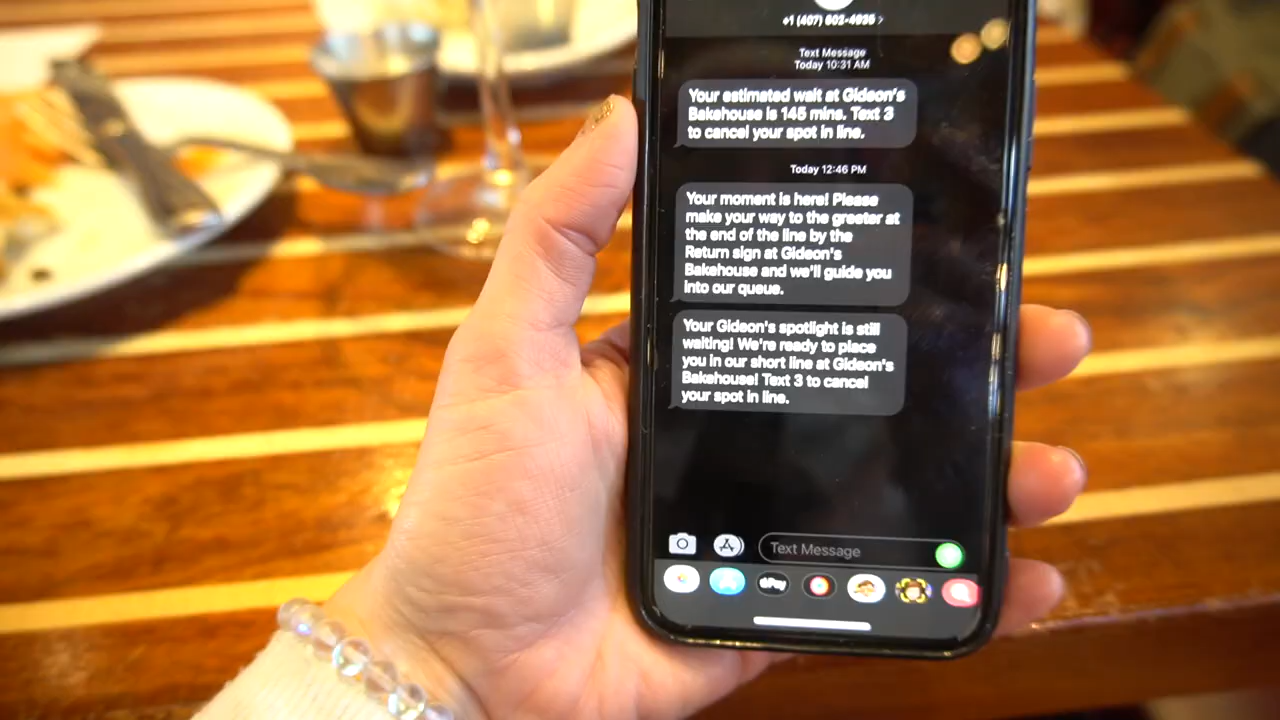 +1 (407) 602-4935 >
Text Message
Today 10:31 AM
Your estimated wait at Gideon's
Bakehouse is 145 mins. Text 3
to cancel your spot in line.
Today 12:46 PM
Your moment is here! Please
make your way to the greeter at
the end of the line by the
Return sign at Gideon's
Bakehouse and we'll guide you
into our queue.
Your Gideon's spotlight is still
waiting! We're ready to place
you in our short line at Gideon's
Bakehouse! Text 3 to cancel
your spot in line.
Text Message
Pay